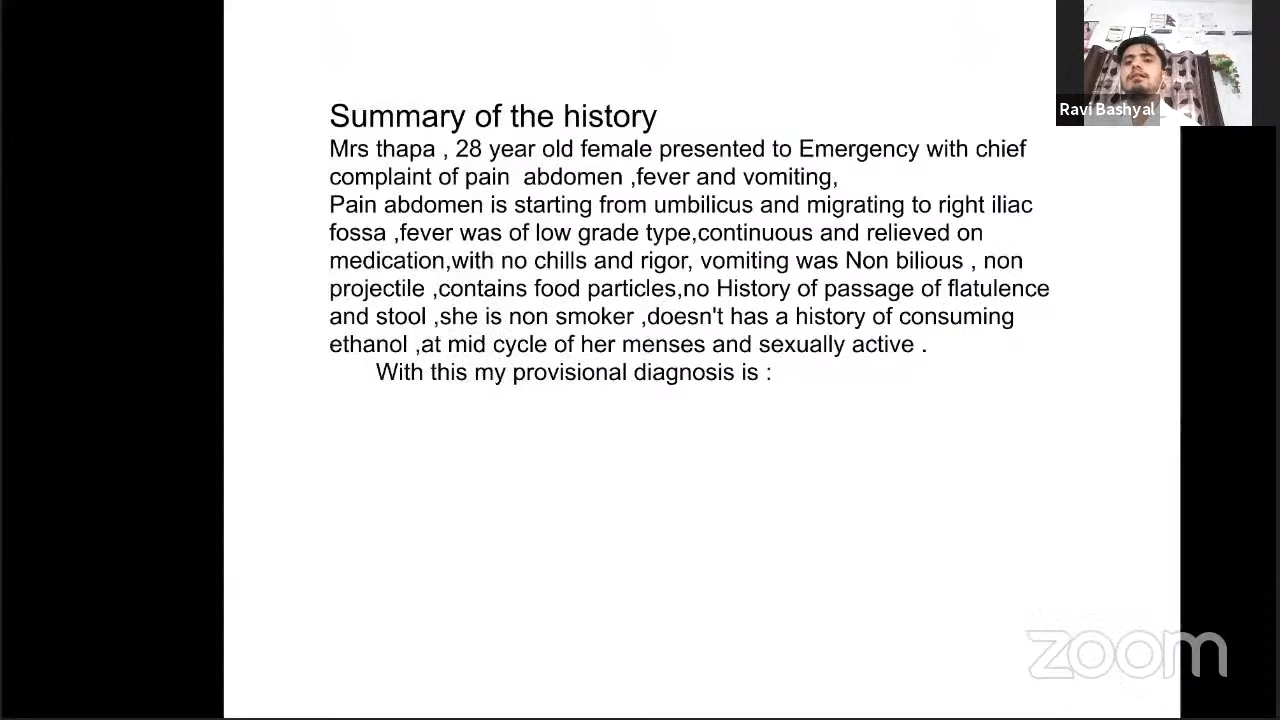 Summary of the history
Mrs thapa , 28 year old female presented to Emergency with chief
complaint of pain  abdomen ,fever and vomiting,
Pain abdomen is starting from umbilicus and migrating to right iliac
fossa ,fever was of low grade type,continuous and relieved on
medication,with no chills and rigor, vomiting was Non bilious , non
projectile ,contains food particles,no History of passage of flatulence
and stool ,she is non smoker ,doesn't has a history of consuming
ethanol ,at mid cycle of her menses and sexually active .
With this my provisional diagnosis is :
Ravi Bashyal
zoom